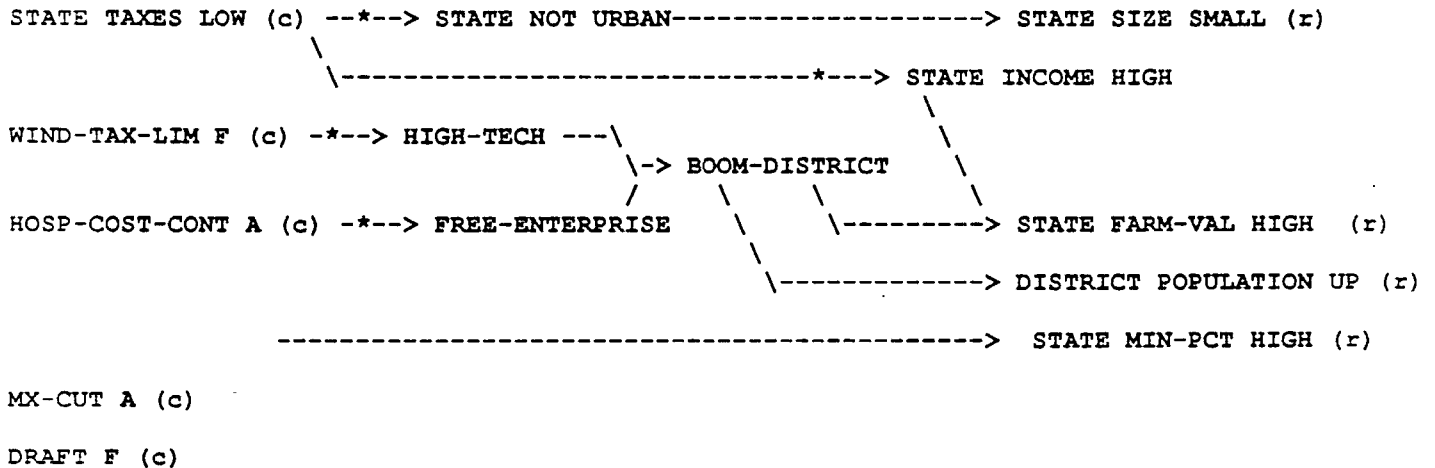 STATE TAXES LOW (c) --*--> STATE NOT URBAN--------------------> STATE SIZE SMALL (r)
\
\------------------------------*---> STATE INCOME HIGH
WIND-TAX-LIM F (c) -*--> HIGH-TECH ---\
\-> BOOM-DISTRICT
HOSP-COST-CONT A (c) -*--> FREE-ENTERPRISE / \---------> STATE FARM-VAL HIGH (r)
\-------------> DISTRICT POPULATION UP (r)
---------------------------------------------> STATE MIN-PCT HIGH (r)
MX-CUT A (c)
DRAFT F (c)